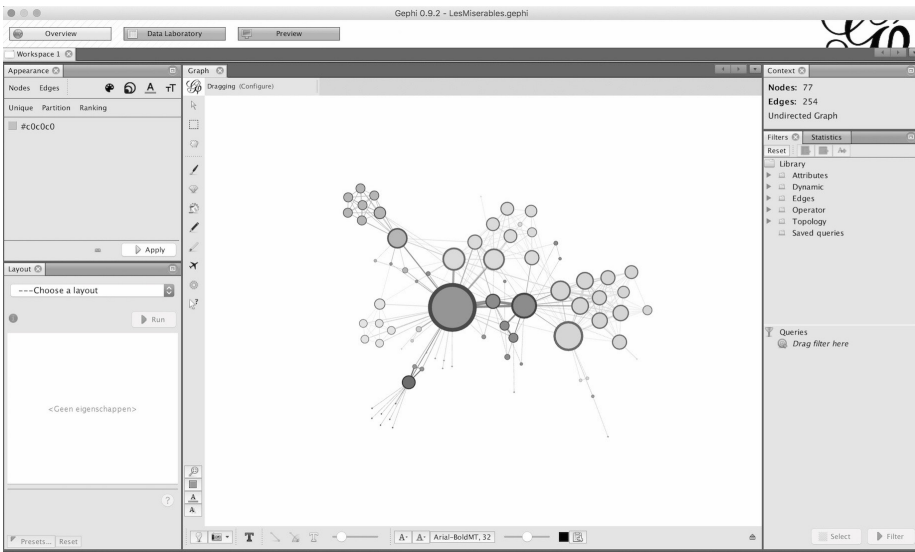 Gephi 0.9.2 - LesMiserables.gephi
Overview
Data Laboratory
Preview
Workspace 1
Appearance
Nodes Edges
Unique Partition Ranking
#c0c0c0
Apply
Layout
---Choose a layout
Run
<Geen eigenschappen>
Presets... Reset
Graph
Dragging (Configure)
Arial-BoldMT, 32
Context
Nodes: 77
Edges: 254
Undirected Graph
Filters
Statistics
Reset
Library
Attributes
Dynamic
Edges
Operator
Topology
Saved queries
Queries
Drag filter here
Select
Filter